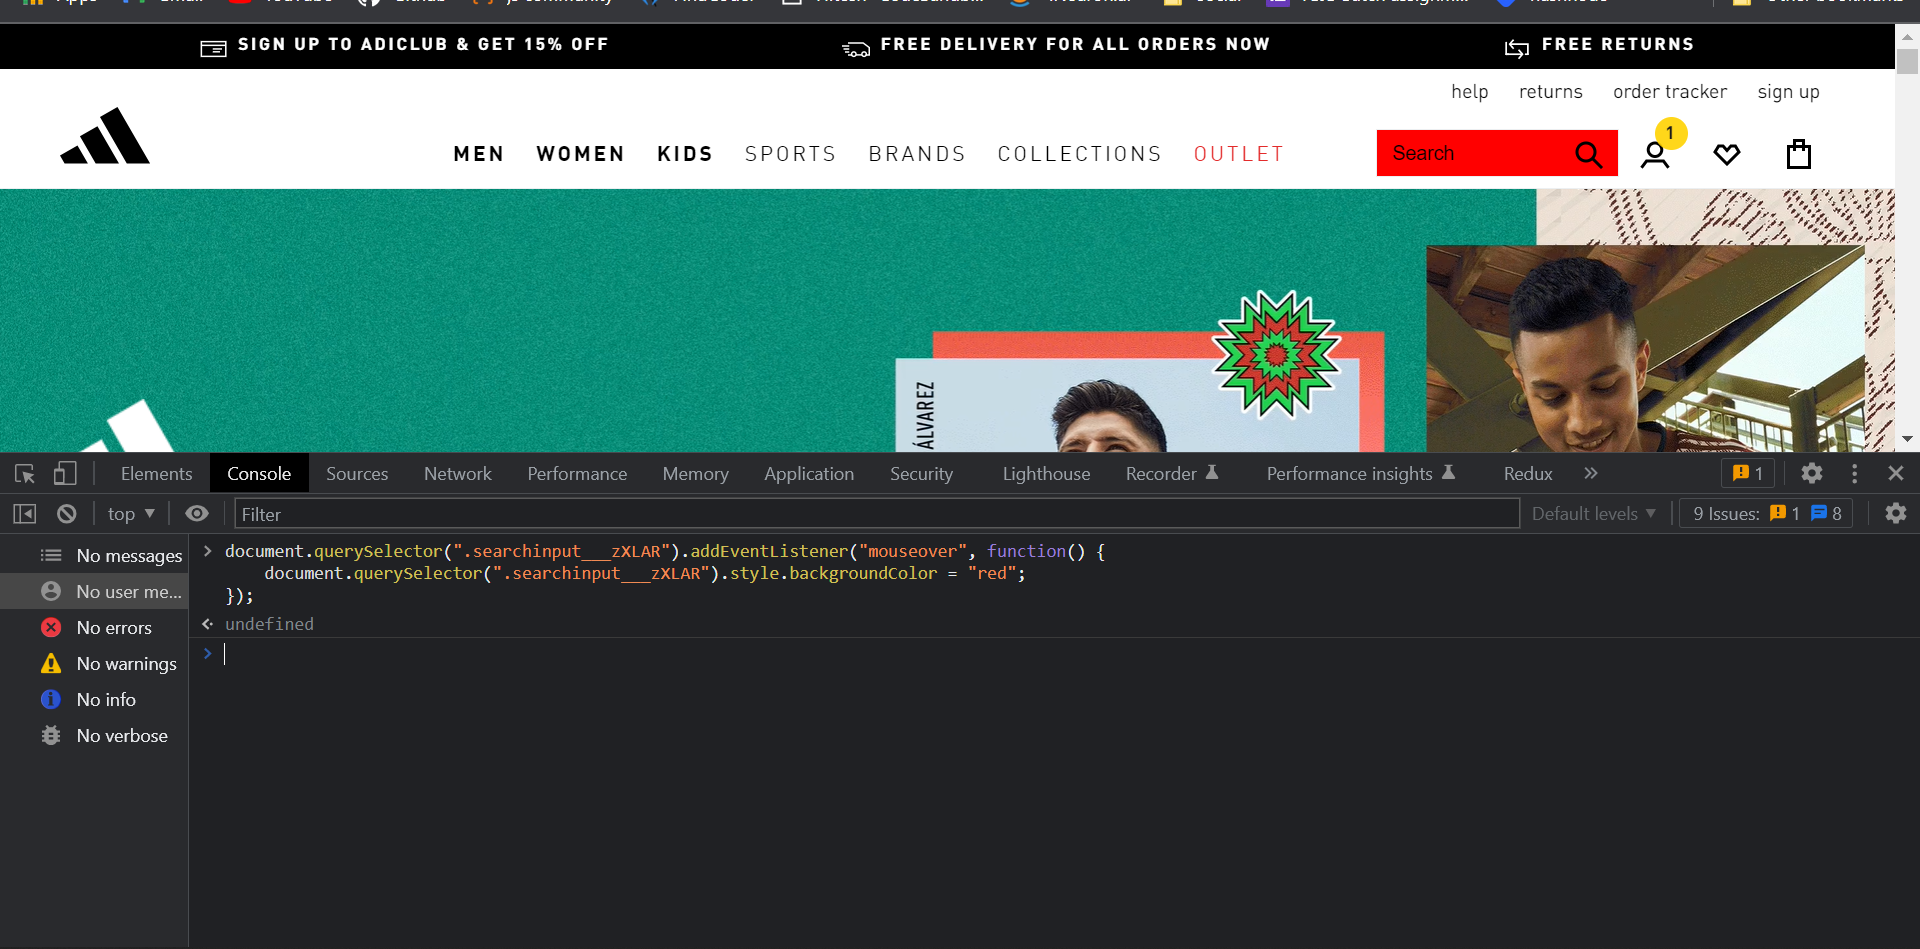 SIGN UP TO ADICLUB & GET 15% OFF
FREE DELIVERY FOR ALL ORDERS NOW
FREE RETURNS
help returns order tracker sign up
1
MEN WOMEN KIDS SPORTS BRANDS COLLECTIONS OUTLET
Search
ÁLVAREZ
Elements Console Sources Network Performance Memory Application Security Lighthouse Recorder Performance insights Redux
1
top
Filter
Default levels
9 Issues: 1 8
No messages
No user me...
No errors
No warnings
No info
No verbose
document.querySelector(".searchinput___zXLAR").addEventListener("mouseover", function() {
document.querySelector(".searchinput___zXLAR").style.backgroundColor = "red";
});
undefined